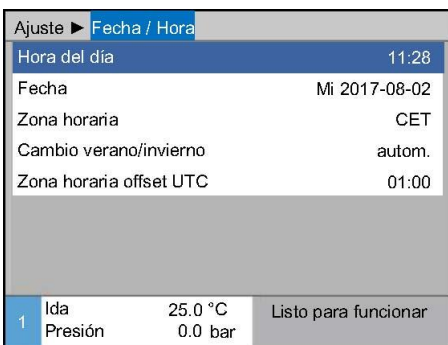 Ajuste ► Fecha / Hora
Hora del día 11:28
Fecha Mi 2017-08-02
Zona horaria CET
Cambio verano/invierno autom.
Zona horaria offset UTC 01:00
1 Ida 25.0 °C Listo para funcionar
Presión 0.0 bar